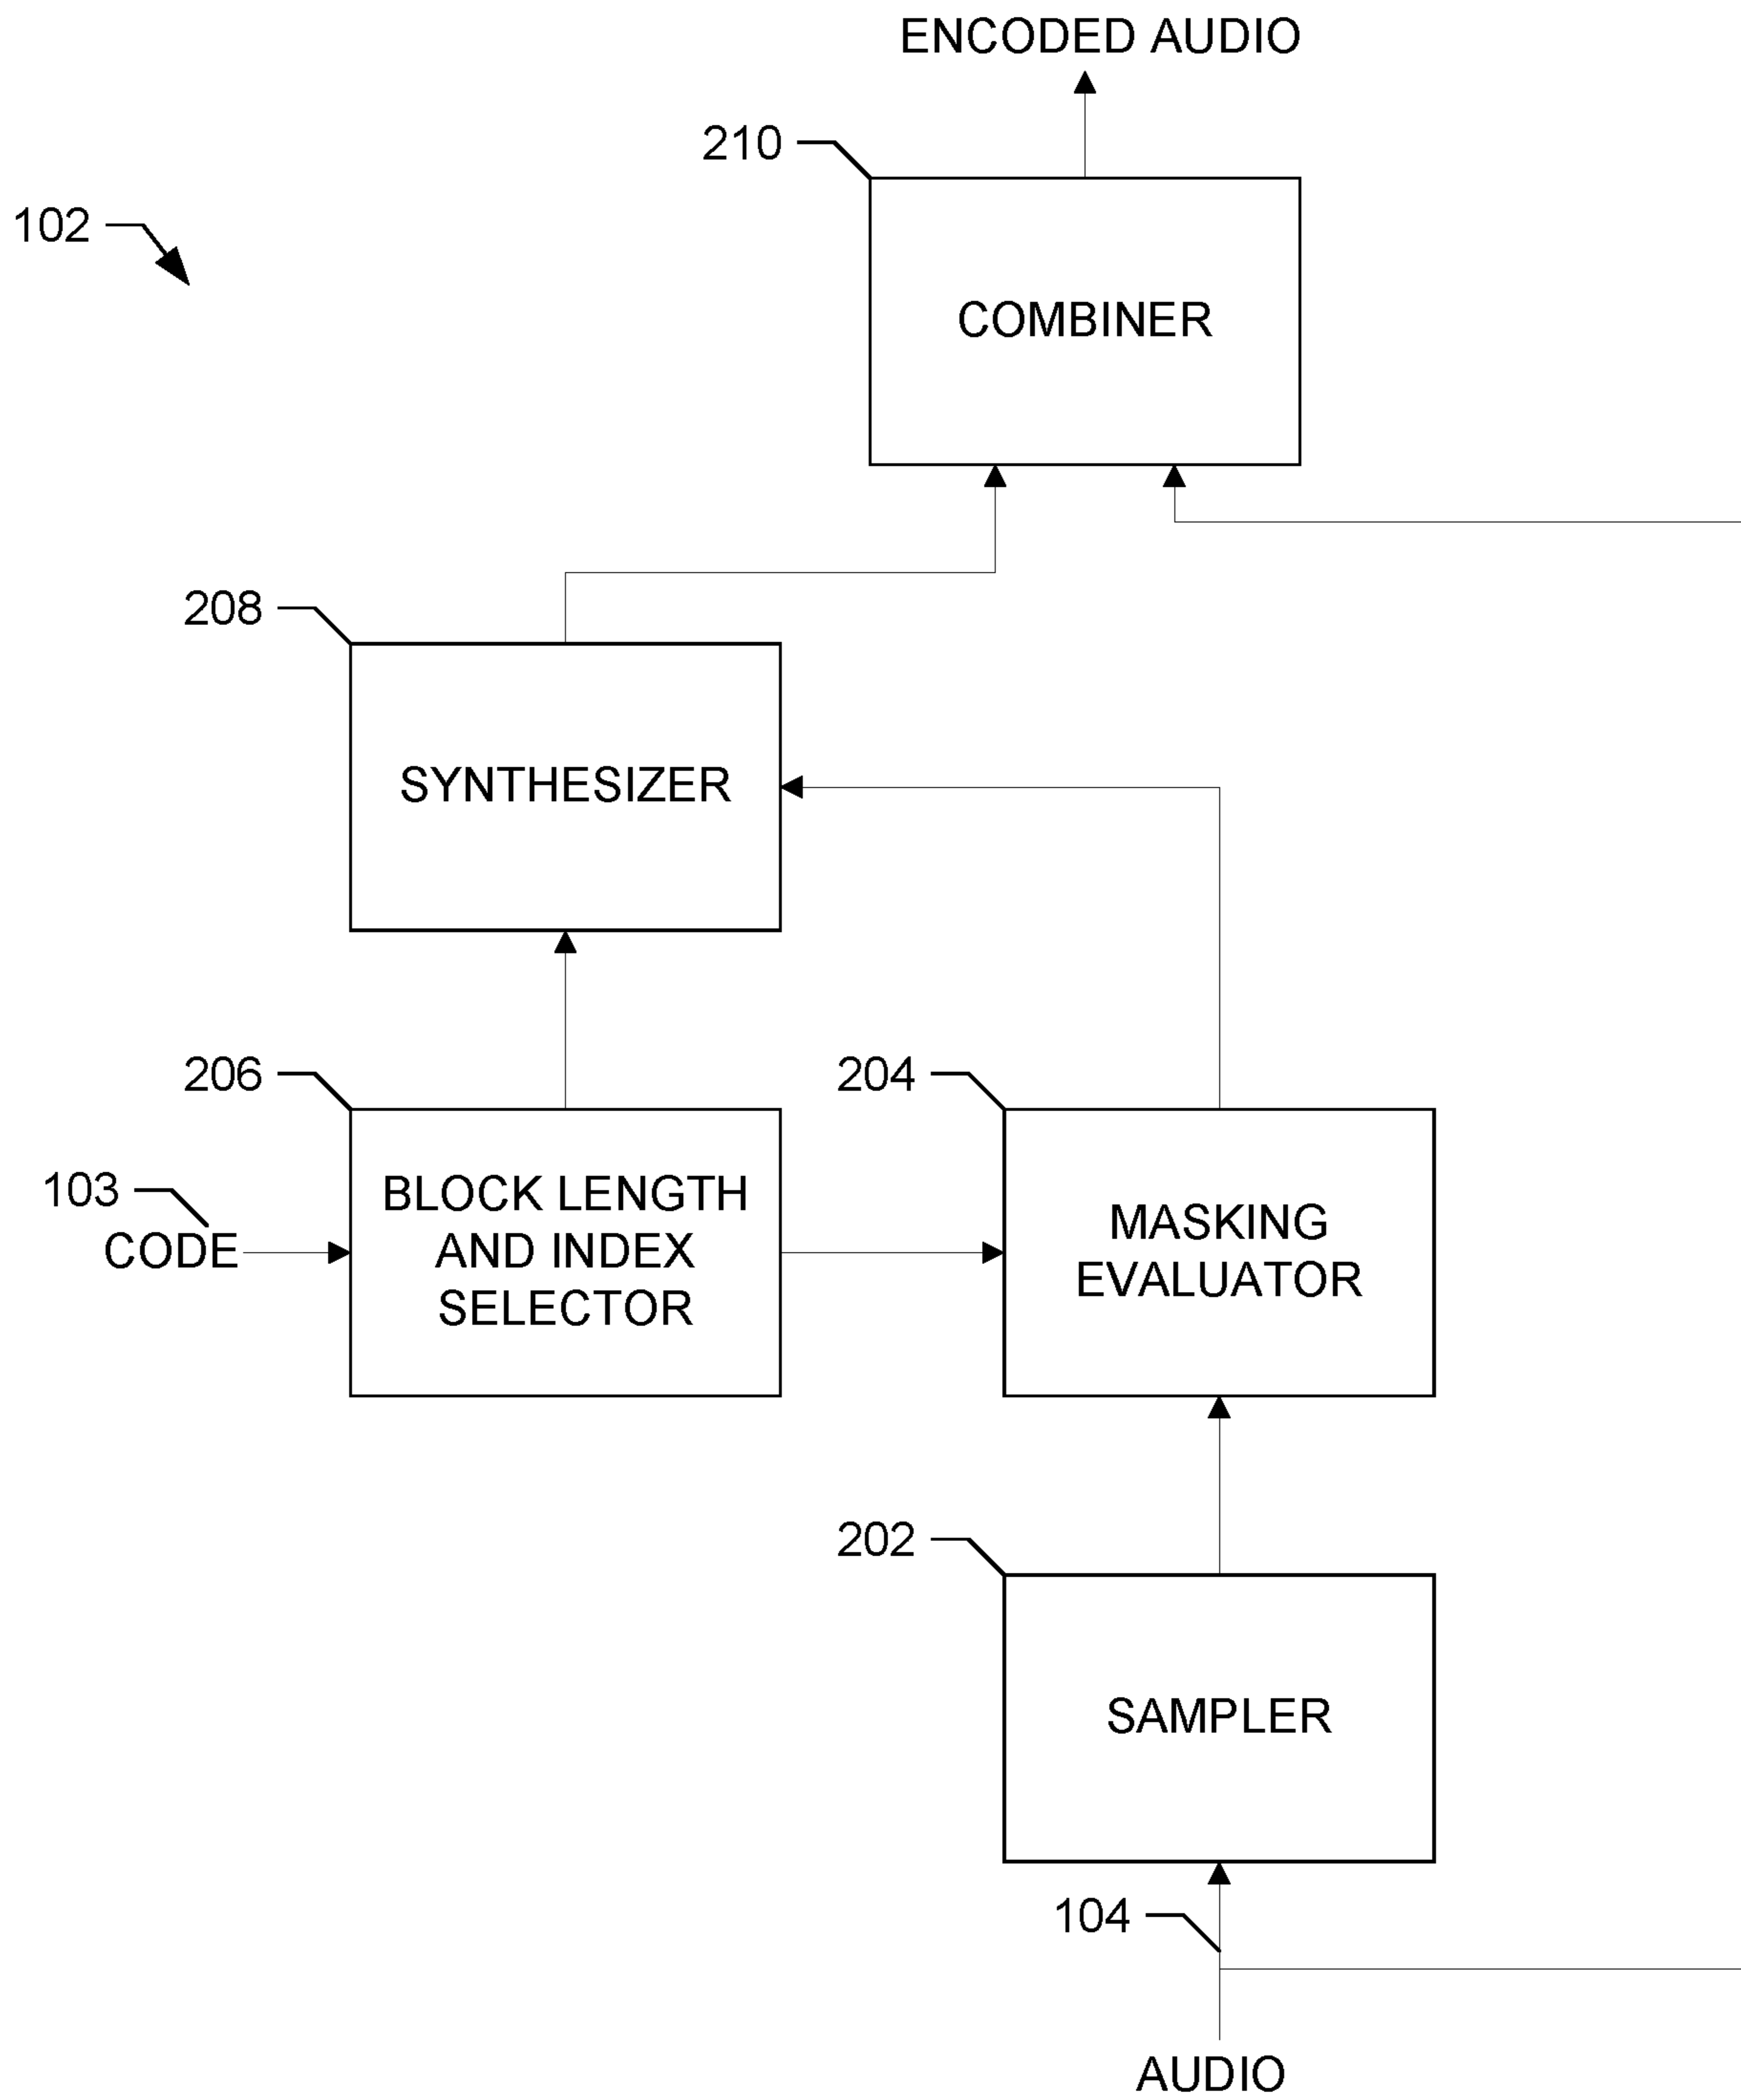 ENCODED AUDIO
210
102
COMBINER
208
SYNTHESIZER
206
204
103
CODE
BLOCK LENGTH
AND INDEX
SELECTOR
MASKING
EVALUATOR
202
SAMPLER
104
AUDIO